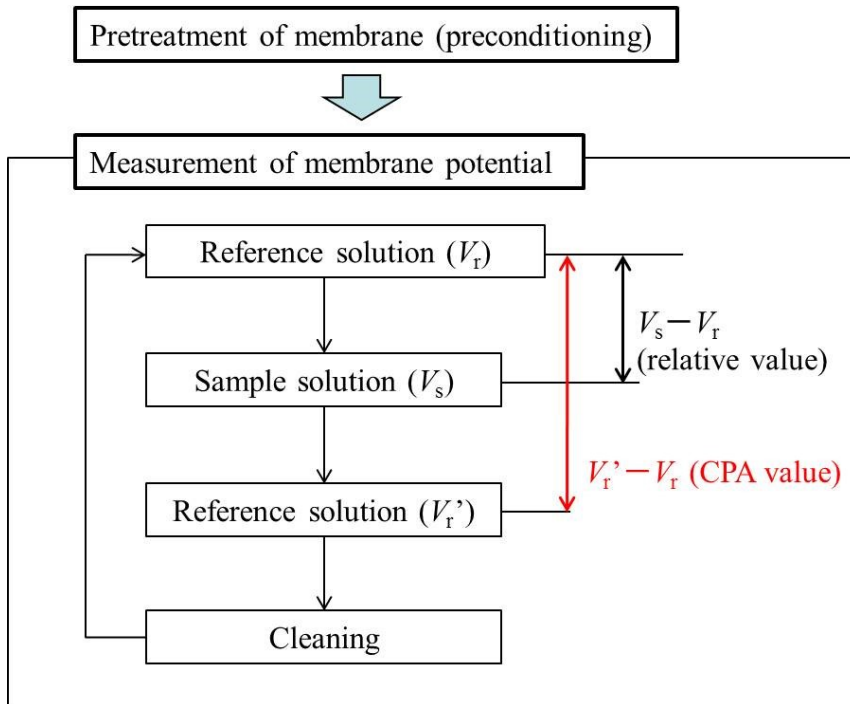 Pretreatment of membrane (preconditioning)
Measurement of membrane potential
Reference solution (Vr)
Vs－Vr
(relative value)
Sample solution (Vs)
Vr’－Vr (CPA value)
Reference solution (Vr’)
Cleaning